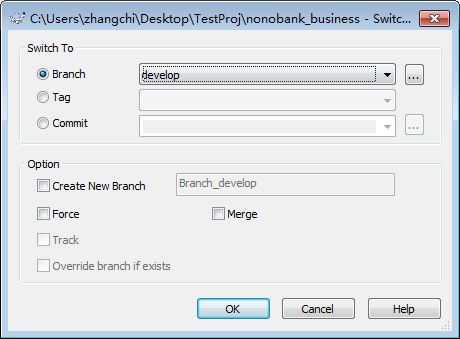 C:\Users\zhangchi\Desktop\TestProj\nonobank_business - Switc...
Switch To
Branch
develop
...
Tag
Commit
...
Option
Create New Branch
Branch_develop
Force
Merge
Track
Override branch if exists
OK
Cancel
Help